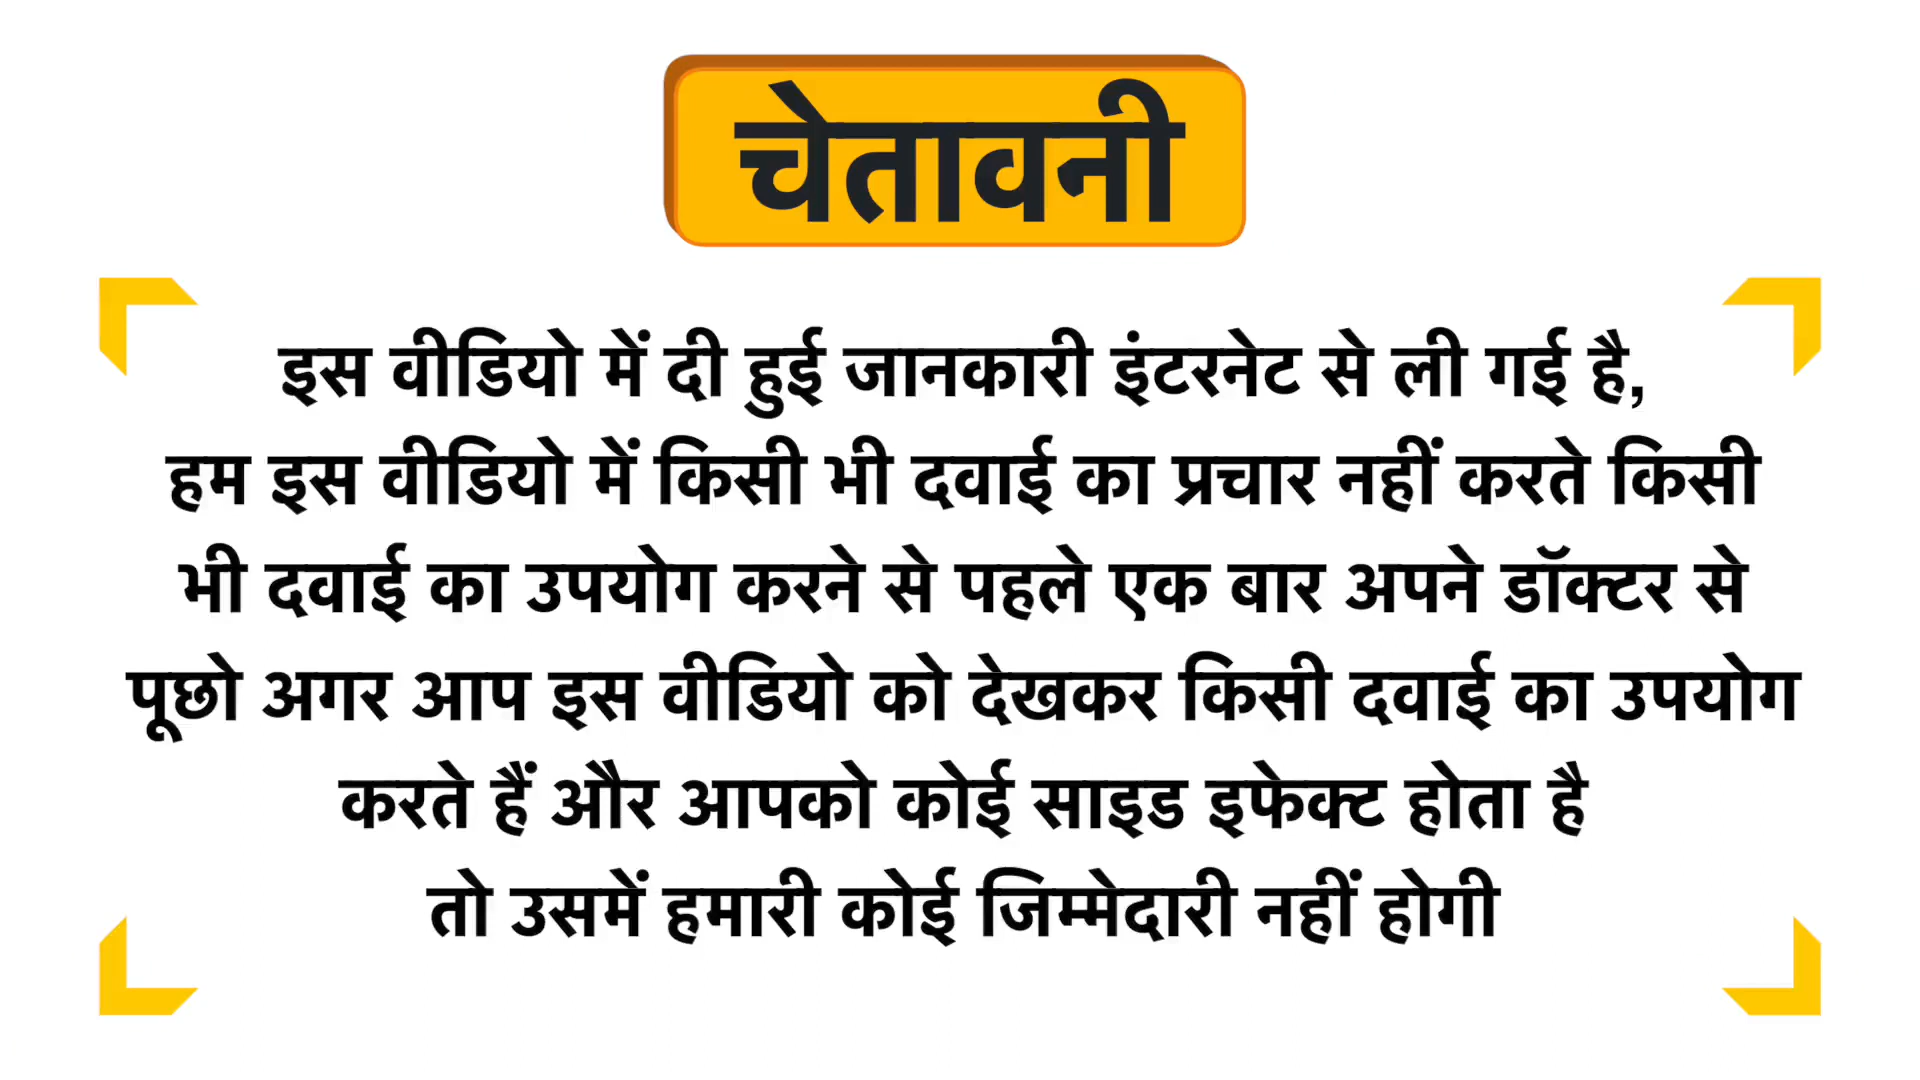 चेतावनी
इस वीडियो में दी हुई जानकारी इंटरनेट से ली गई है,
हम इस वीडियो में किसी भी दवाई का प्रचार नहीं करते किसी
भी दवाई का उपयोग करने से पहले एक बार अपने डॉक्टर से
पूछो अगर आप इस वीडियो को देखकर किसी दवाई का उपयोग
करते हैं और आपको कोई साइड इफेक्ट होता है
तो उसमें हमारी कोई जिम्मेदारी नहीं होगी